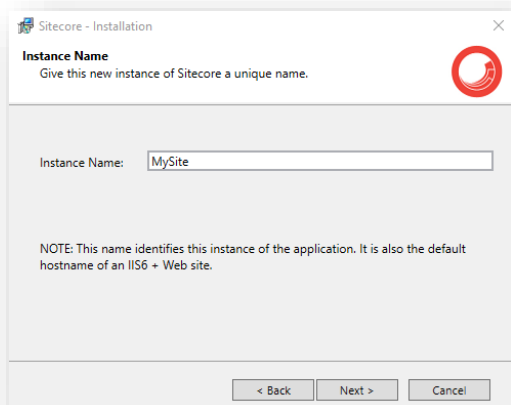 Sitecore - Installation
Instance Name
Give this new instance of Sitecore a unique name.
Instance Name: MySite
NOTE: This name identifies this instance of the application. It is also the default
hostname of an IIS6 + Web site.
< Back Next > Cancel